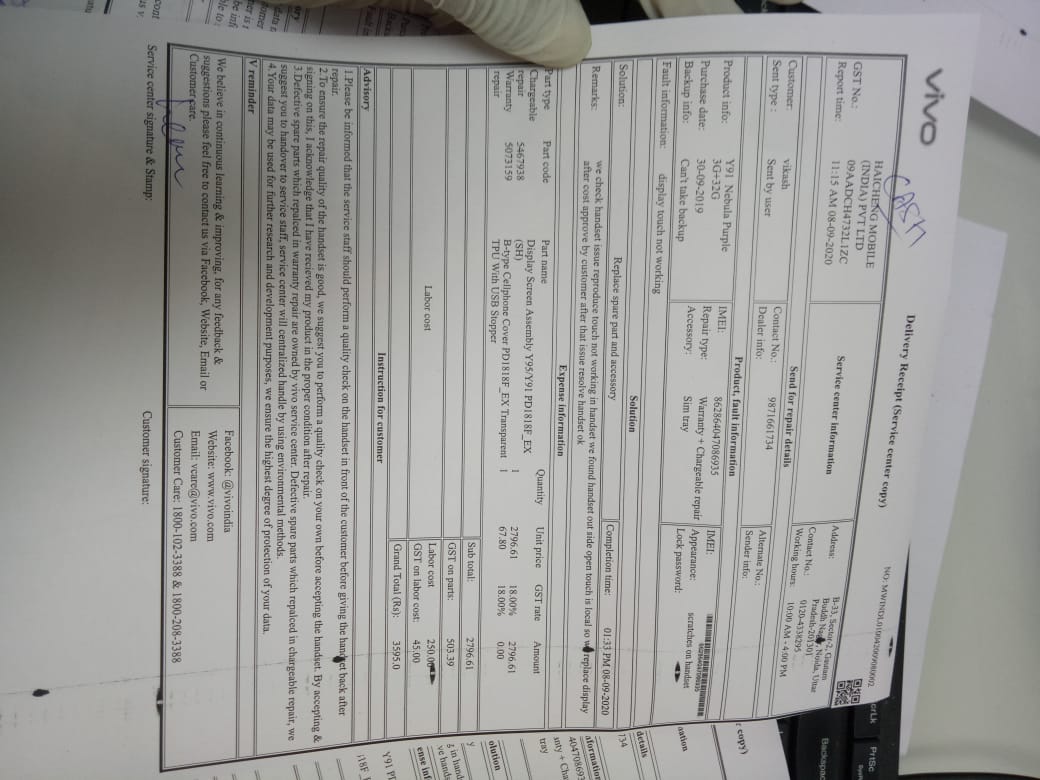 vivo
CASH
Delivery Receipt (Service center copy)
Service center information
HAICHENG MOBILE
(INDIA) PVT LTD
GST No.: 09AADCH4732L1ZC
Report time: 11:15 AM 08-09-2020
Address: B-33, Sector-2, Gautam
Buddh Nagar, Noida, Uttar
Pradesh-201301
Contact No.: 0120-4338295
Working hours: 10:00 AM - 4:00 PM
Send for repair details
Customer: vikash
Contact No.: 9871661734
Alternate No.:
Sent type : Sent by user
Dealer info:
Sender info:
Product, fault information
Product info: Y91 Nebula Purple
3G+32G
IMEI: 862864047086935
IMEI:
Purchase date: 30-09-2019
Repair type: Warranty + Chargeable repair
Appearance: scratches on handset
Backup info: Can't take backup
Accessory: Sim tray
Lock password:
Fault information: display touch not working
Solution
Solution: Replace spare part and accessory
Completion time: 01:33 PM 08-09-2020
Remarks: we check handset issue reproduce touch not working in handset we found handset out side open touch is local so w replace display
after cost approve by customer after that issue resolve handset ok
Expense information
Part type Part code Part name Quantity Unit price GST rate Amount
Chargeable
repair 5467938 Display Screen Assembly Y95/Y91 PD1818F_EX
(SH) 1 2796.61 18.00% 2796.61
Warranty
repair 5073159 B-type Cellphone Cover PD1818F_EX Transparent
TPU With USB Stopper 1 67.80 18.00% 0.00
Sub total: 2796.61
GST on parts: 503.39
Labor cost
Labor cost 250.0
GST on labor cost: 45.00
Grand Total (Rs): 3595.0
Instruction for customer
Advisory
1.Please be informed that the service staff should perform a quality check on the handset in front of the customer before giving the handset back after
repair.
2.To ensure the repair quality of the handset is good, we suggest you to perform a quality check on your own before accepting the handset. By accepting &
signing on this, I acknowledge that I have recieved my product in the proper condition after repair.
3.Defective spare parts which repalced in warranty repair are owned by vivo service center. Defective spare parts which repalced in chargeable repair, we
suggest you to handover to service staff, service center will centralized handle by using environmental methods.
4.Your data may be used for further research and development purposes, we ensure the highest degree of protection of your data.
V reminder
We believe in continuous learning & improving, for any feedback &
suggestions please feel free to contact us via Facebook, Website, Email or
Customer care.
Facebook: @vivoindia
Website: www.vivo.com
Email: vcare@vivo.com
Customer Care: 1800-102-3388 & 1800-208-3388
Service center signature & Stamp:
Customer signature:
PrtSc
Backspac